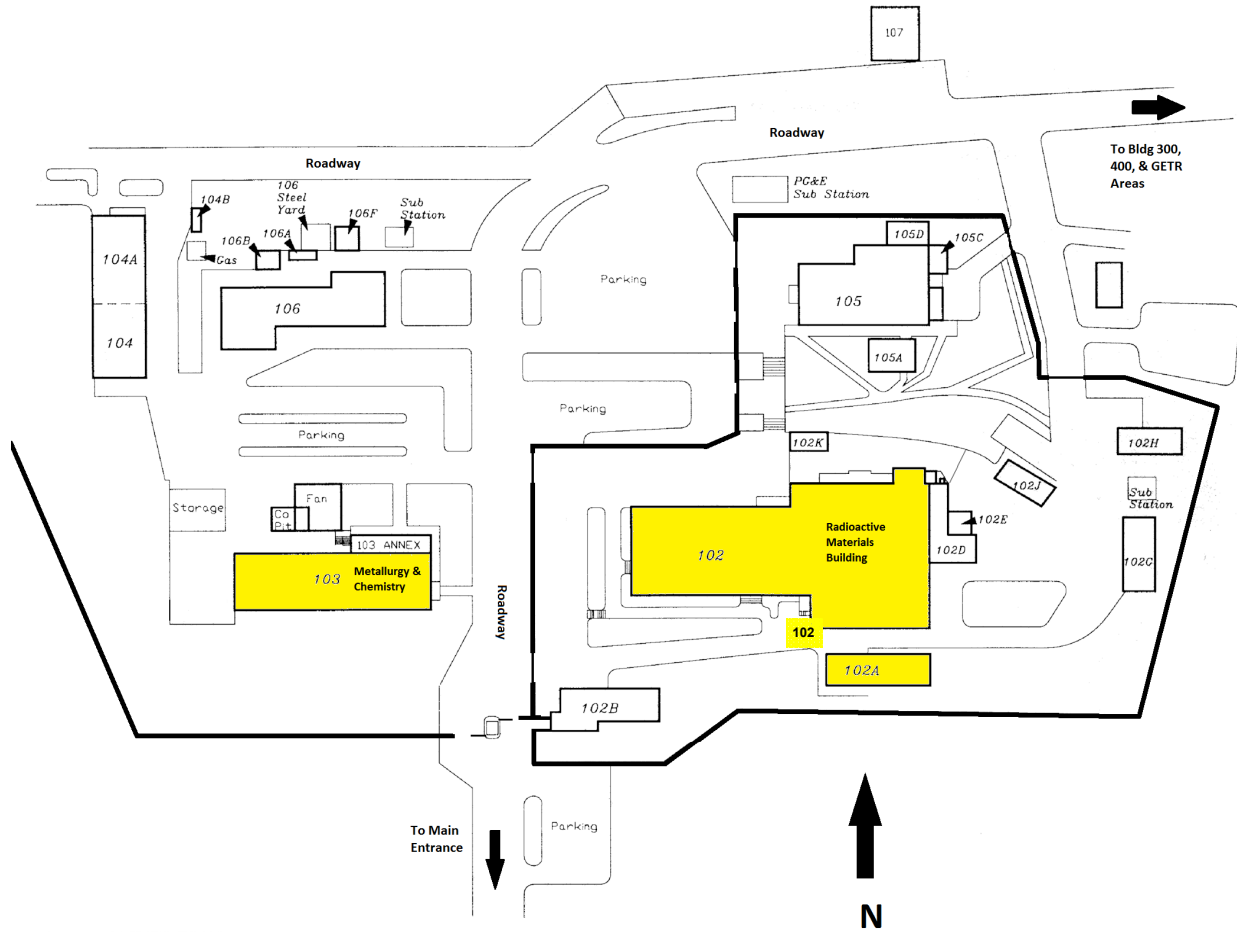 107
Roadway
To Bldg 300,
400, & GETR
Areas
Roadway
PG&E
Sub Station
106
Steel
Yard
104B
106F
Sub
Station
106A
106B
Gas
104A
105D
105C
Parking
106
105
104
105A
Parking
Parking
102K
102H
102J
Sub
Station
Fan
Storage
Co
Pit
102E
Radioactive
Materials
Building
103 ANNEX
102
102D
102G
103
Metallurgy &
Chemistry
Roadway
102
102A
102B
To Main
Entrance
Parking
N